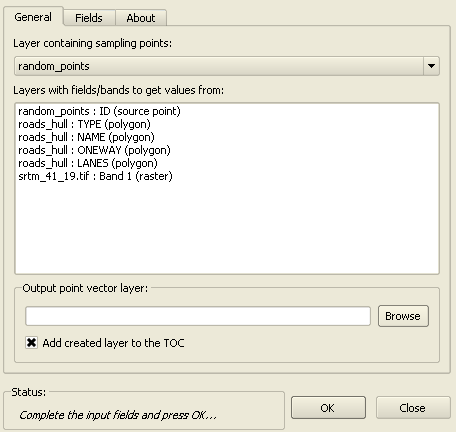 General Fields About
Layer containing sampling points:
random_points
Layers with fields/bands to get values from:
random_points : ID (source point)
roads_hull : TYPE (polygon)
roads_hull : NAME (polygon)
roads_hull : ONEWAY (polygon)
roads_hull : LANES (polygon)
srtm_41_19.tif : Band 1 (raster)
Output point vector layer:
Browse
Add created layer to the TOC
Status:
Complete the input fields and press OK...
OK Close